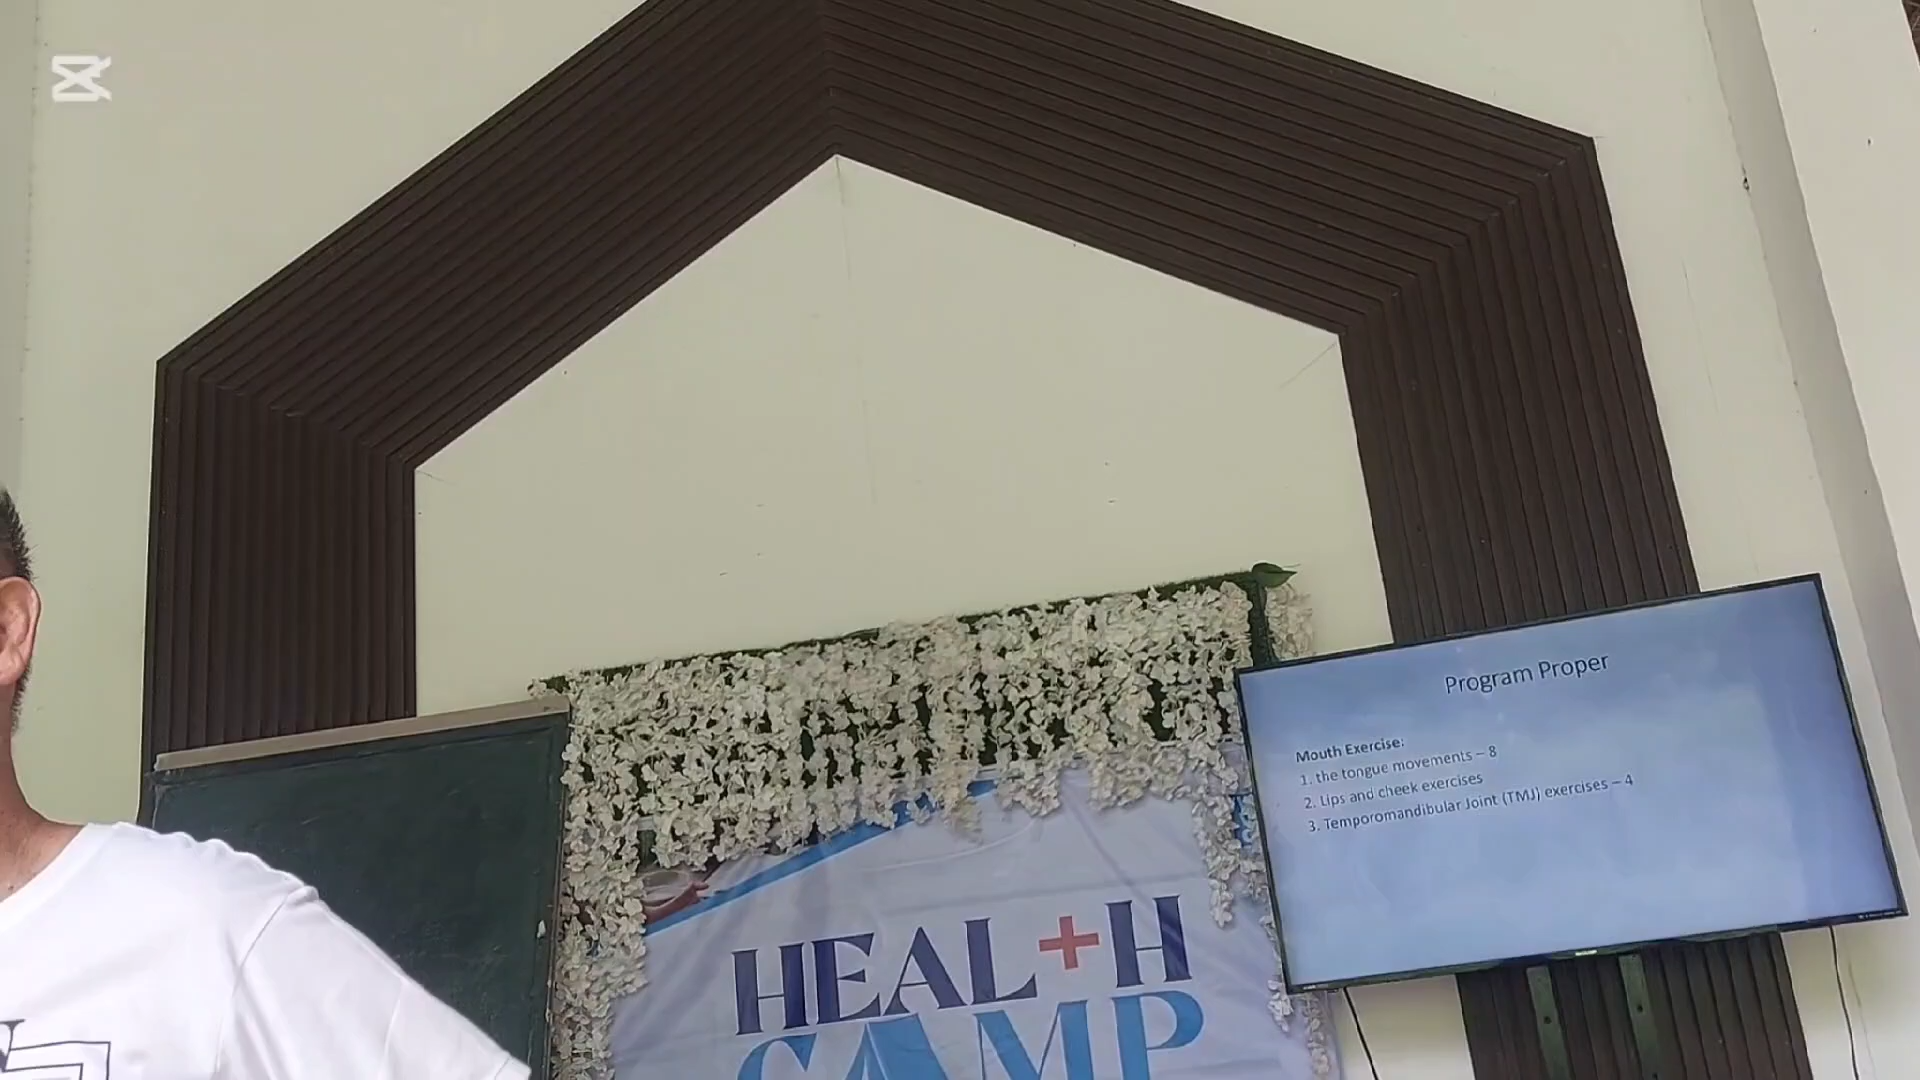 Program Proper
Mouth Exercise:
1. the tongue movements – 8
2. Lips and cheek exercises
3. Temporomandibular Joint (TMJ) exercises – 4
HEAL+H
CAMP